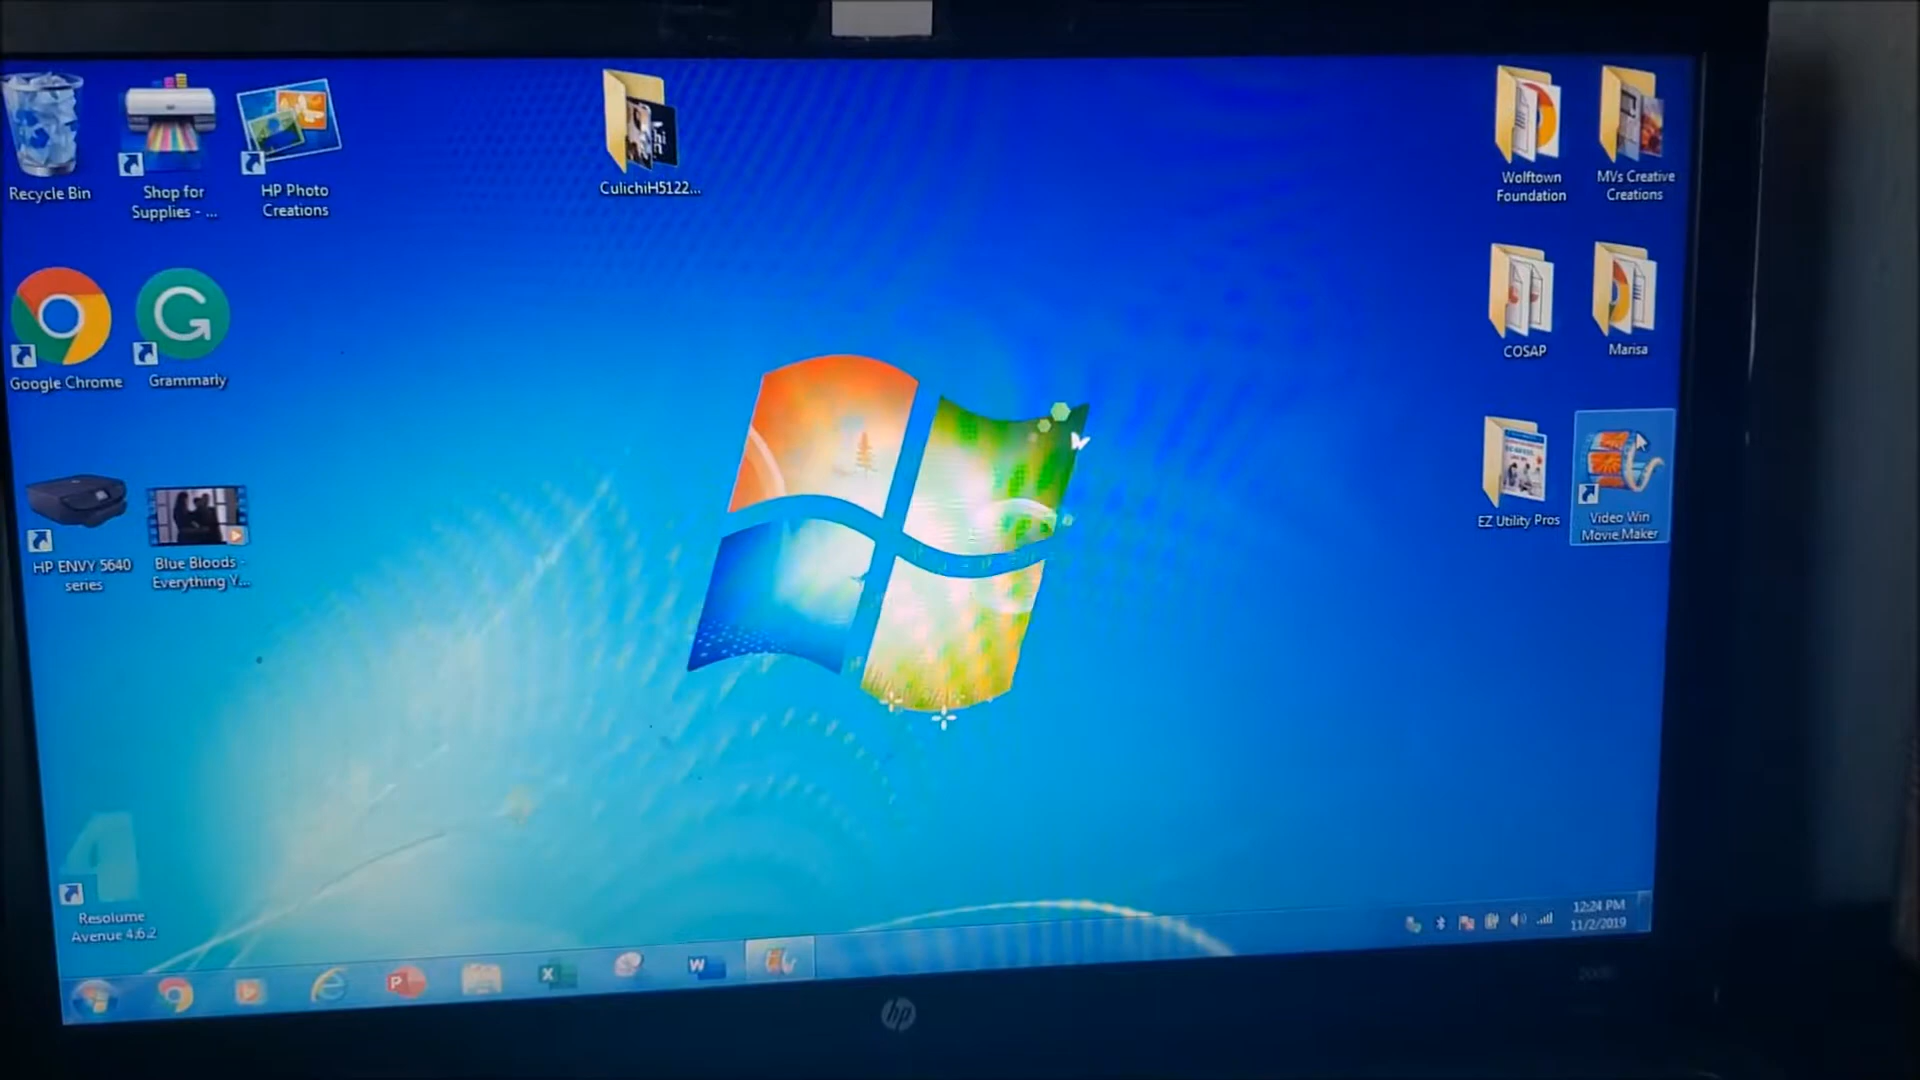 Recycle Bin
Shop for
Supplies - ...
HP Photo
Creations
CulichiH5122...
Wolftown
Foundation
MVs Creative
Creations
Google Chrome
Grammarly
COSAP
Marisa
HP ENVY 5640
series
Blue Bloods -
Everything Y...
EZ Utility Pros
Video Win
Movie Maker
Resolume
Avenue 4.6.2
12:24 PM
11/2/2019
hp